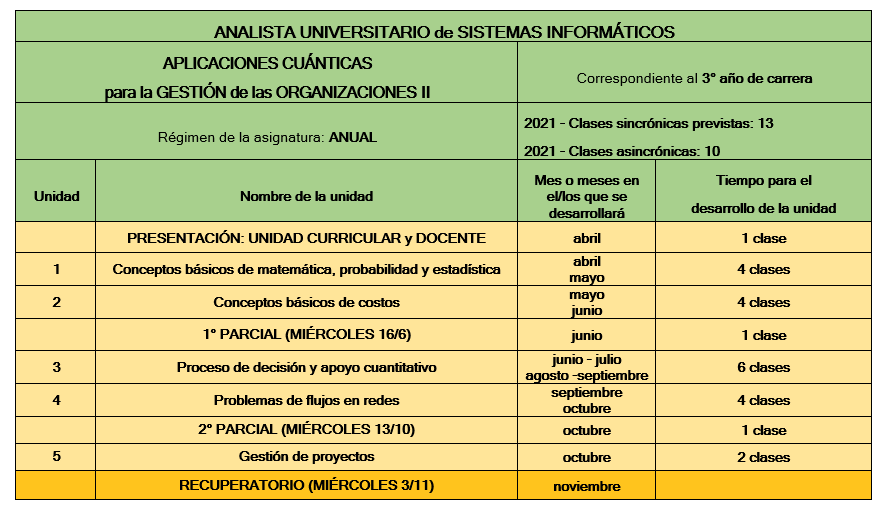 ANALISTA UNIVERSITARIO de SISTEMAS INFORMÁTICOS
APLICACIONES CUÁNTICAS
para la GESTIÓN de las ORGANIZACIONES II
Correspondiente al 3° año de carrera
Régimen de la asignatura: ANUAL
2021 - Clases sincrónicas previstas: 13
2021 - Clases asincrónicas: 10
Unidad
Nombre de la unidad
Mes o meses en
el/los que se
desarrollará
Tiempo para el
desarrollo de la unidad
PRESENTACIÓN: UNIDAD CURRICULAR y DOCENTE
abril
1 clase
1
Conceptos básicos de matemática, probabilidad y estadística
abril
mayo
4 clases
2
Conceptos básicos de costos
mayo
junio
4 clases
1° PARCIAL (MIÉRCOLES 16/6)
junio
1 clase
3
Proceso de decisión y apoyo cuantitativo
junio - julio
agosto -septiembre
6 clases
4
Problemas de flujos en redes
septiembre
octubre
4 clases
2° PARCIAL (MIÉRCOLES 13/10)
octubre
1 clase
5
Gestión de proyectos
octubre
2 clases
RECUPERATORIO (MIÉRCOLES 3/11)
noviembre